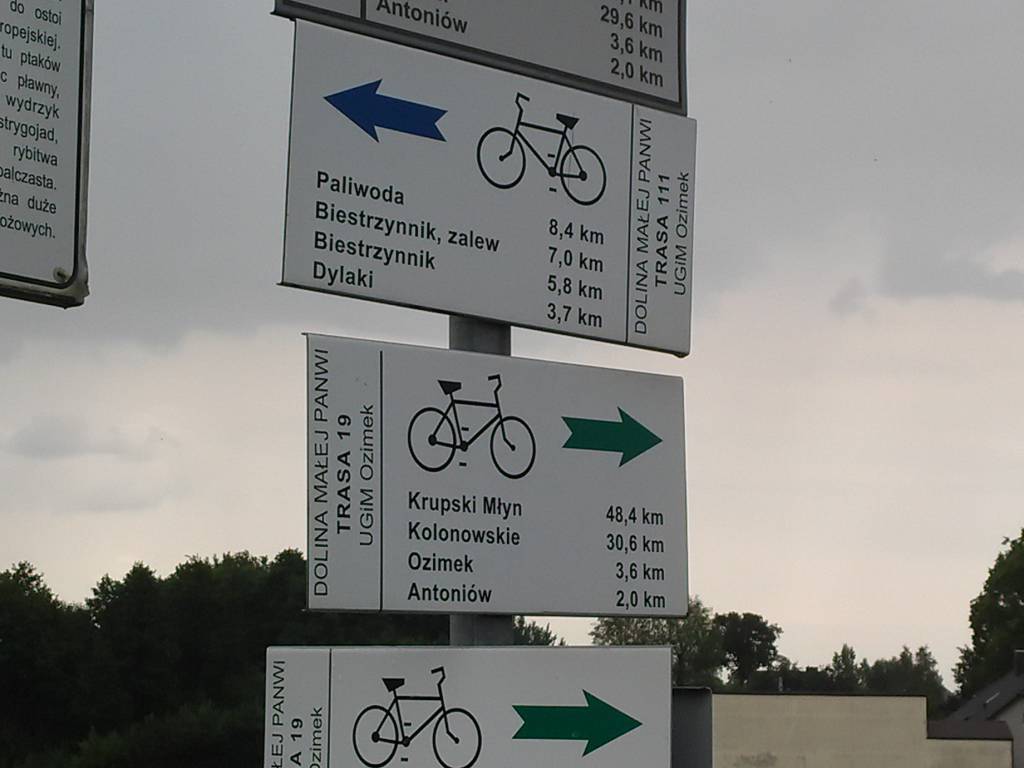 do ostoi
ropejskiej.
tu ptaków
c pławny,
wydrzyk
strygojad,
rybitwa
palczasta.
żna duże
ożowych.
Antoniów
29,6 km
3,6 km
2,0 km
Paliwoda 8,4 km
Biestrzynnik, zalew 7,0 km
Biestrzynnik 5,8 km
Dylaki 3,7 km
DOLINA MAŁEJ PANWI
TRASA 111
UGiM Ozimek
DOLINA MAŁEJ PANWI
TRASA 19
UGiM Ozimek
Krupski Młyn 48,4 km
Kolonowskie 30,6 km
Ozimek 3,6 km
Antoniów 2,0 km
ŁEJ PANWI
A 19
Ozimek